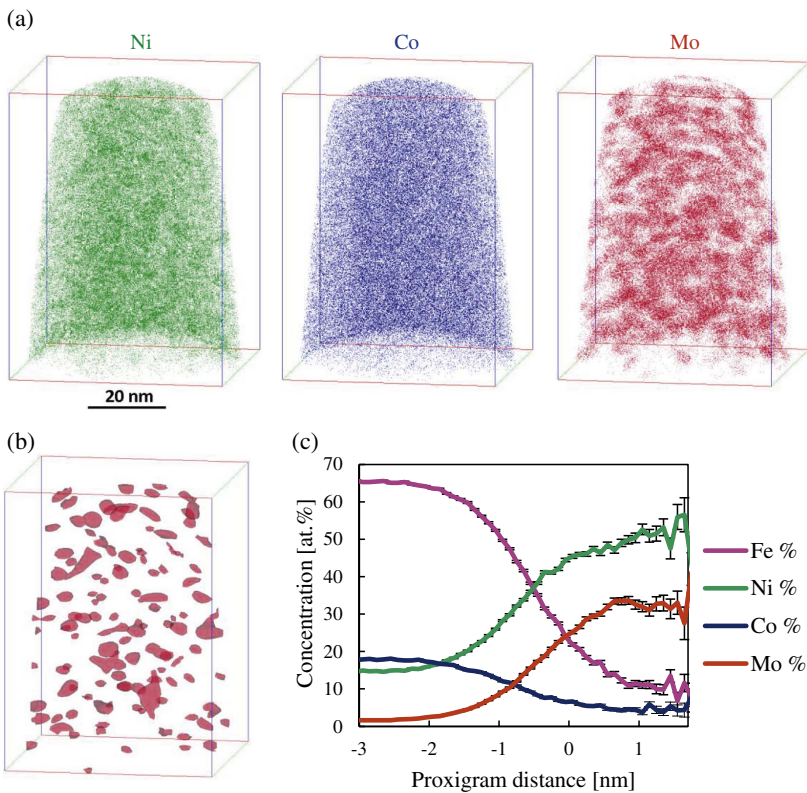 (a)
Ni Co Mo
20 nm
(b)
(c)
70
60
50
40
30
20
10
0
Concentration [at.%]
-3 -2 -1 0 1
Proxigram distance [nm]
Fe %
Ni %
Co %
Mo %